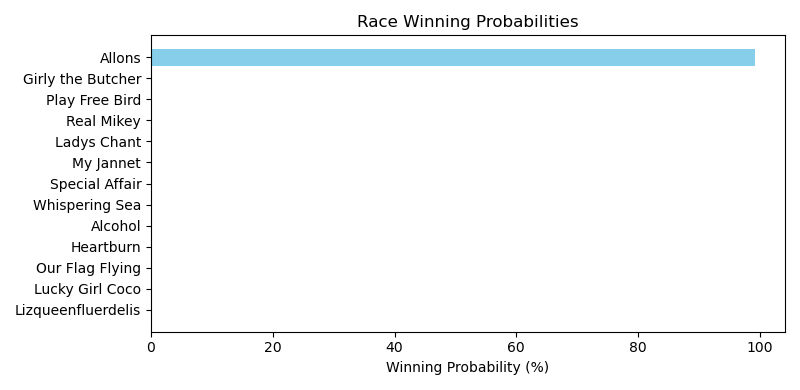 Race Winning Probabilities
Allons
Girly the Butcher
Play Free Bird
Real Mikey
Ladys Chant
My Jannet
Special Affair
Whispering Sea
Alcohol
Heartburn
Our Flag Flying
Lucky Girl Coco
Lizqueenfluerdelis
0 20 40 60 80 100
Winning Probability (%)